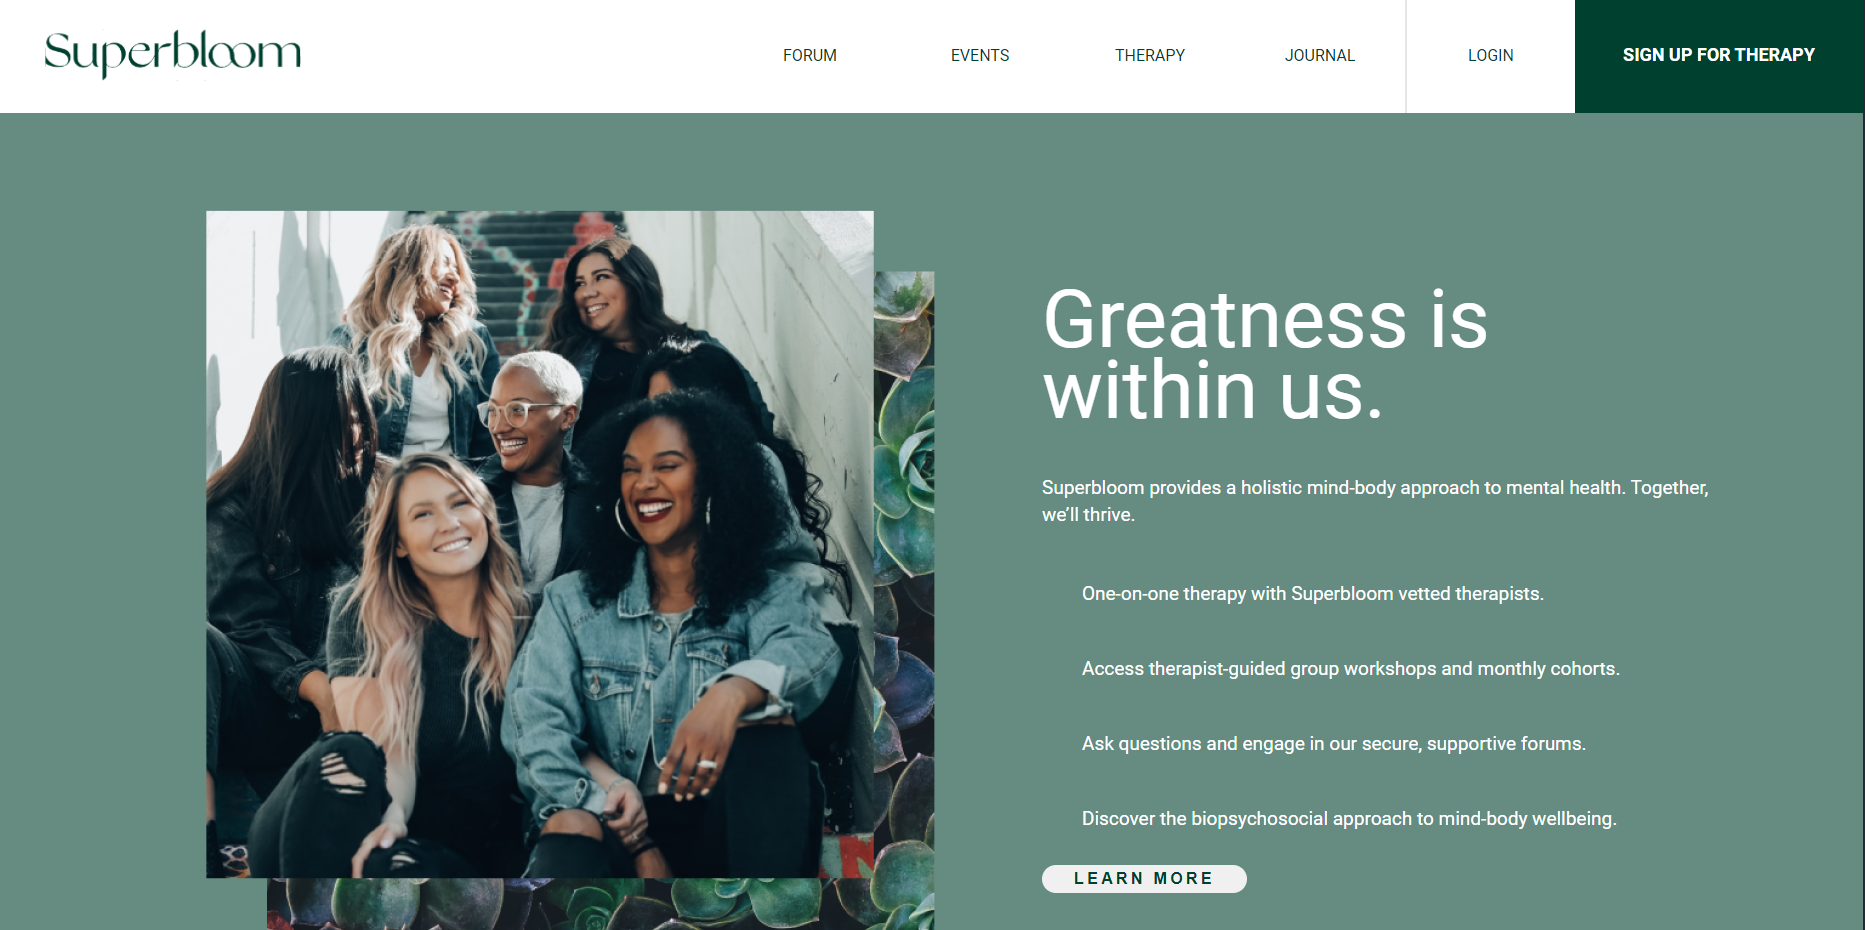 Superbloom
FORUM
EVENTS
THERAPY
JOURNAL
LOGIN
SIGN UP FOR THERAPY
Greatness is
within us.
Superbloom provides a holistic mind-body approach to mental health. Together,
we’ll thrive.
One-on-one therapy with Superbloom vetted therapists.
Access therapist-guided group workshops and monthly cohorts.
Ask questions and engage in our secure, supportive forums.
Discover the biopsychosocial approach to mind-body wellbeing.
LEARN MORE